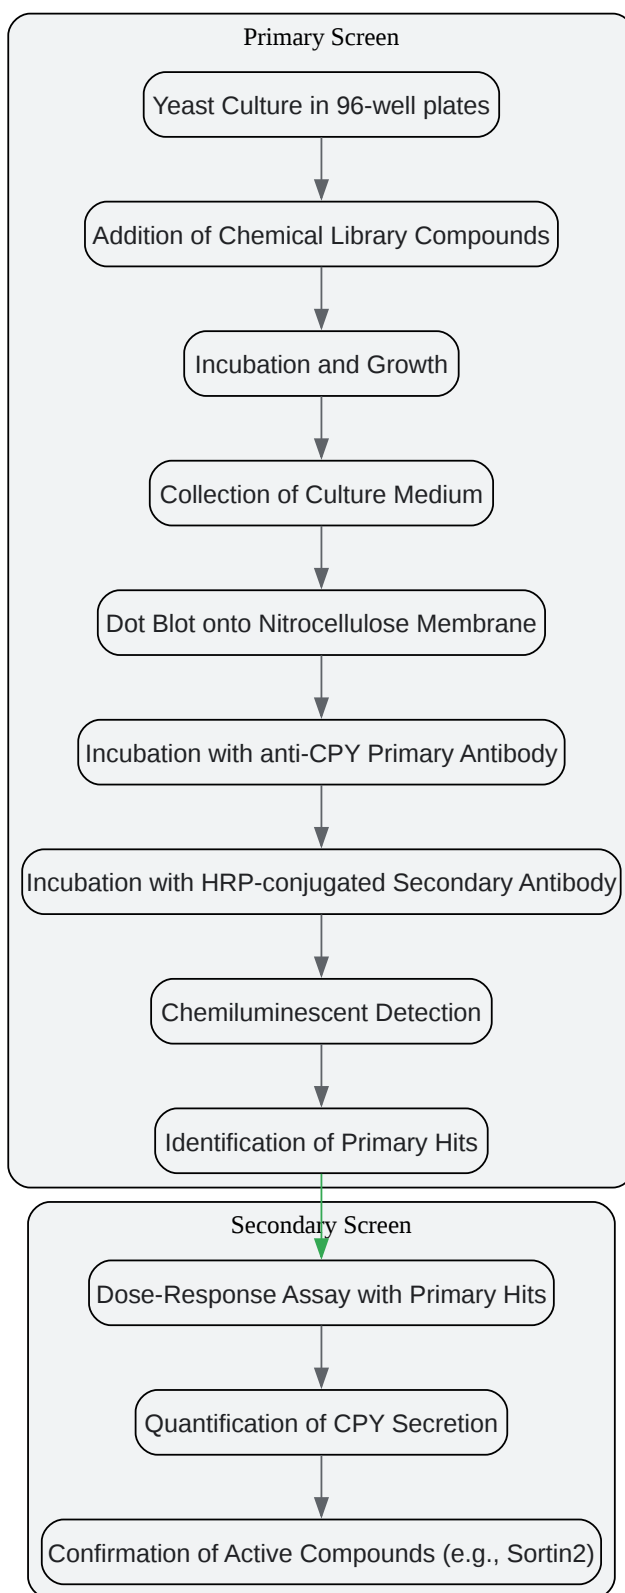 Primary Screen
Yeast Culture in 96-well plates
Addition of Chemical Library Compounds
Incubation and Growth
Collection of Culture Medium
Dot Blot onto Nitrocellulose Membrane
Incubation with anti-CPY Primary Antibody
Incubation with HRP-conjugated Secondary Antibody
Chemiluminescent Detection
Identification of Primary Hits
Secondary Screen
Dose-Response Assay with Primary Hits
Quantification of CPY Secretion
Confirmation of Active Compounds (e.g., Sortin2)